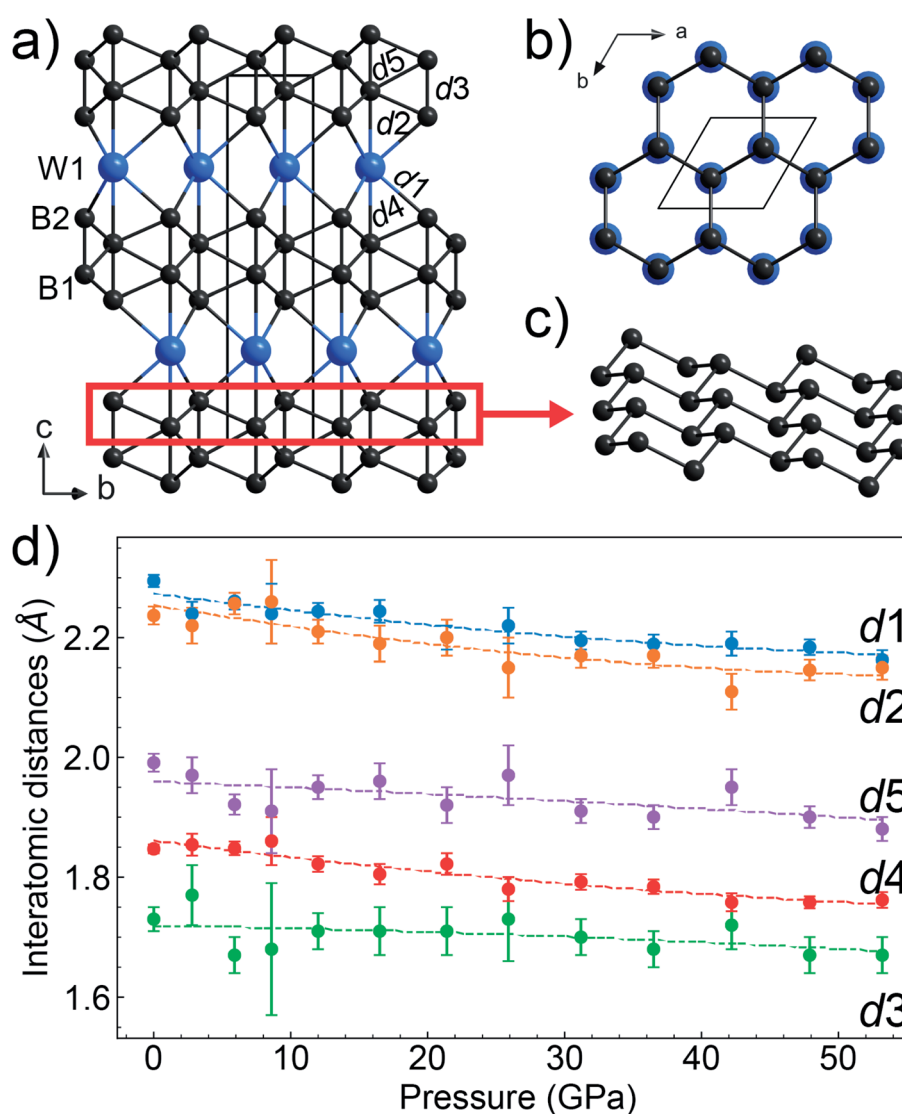 a)
d5
d3
d2
W1
d1
B2
d4
B1
c
b
b)
a
b
c)
d)
Interatomic distances (Å)
2.2
2.0
1.8
1.6
d1
d2
d5
d4
d3
0 10 20 30 40 50
Pressure (GPa)